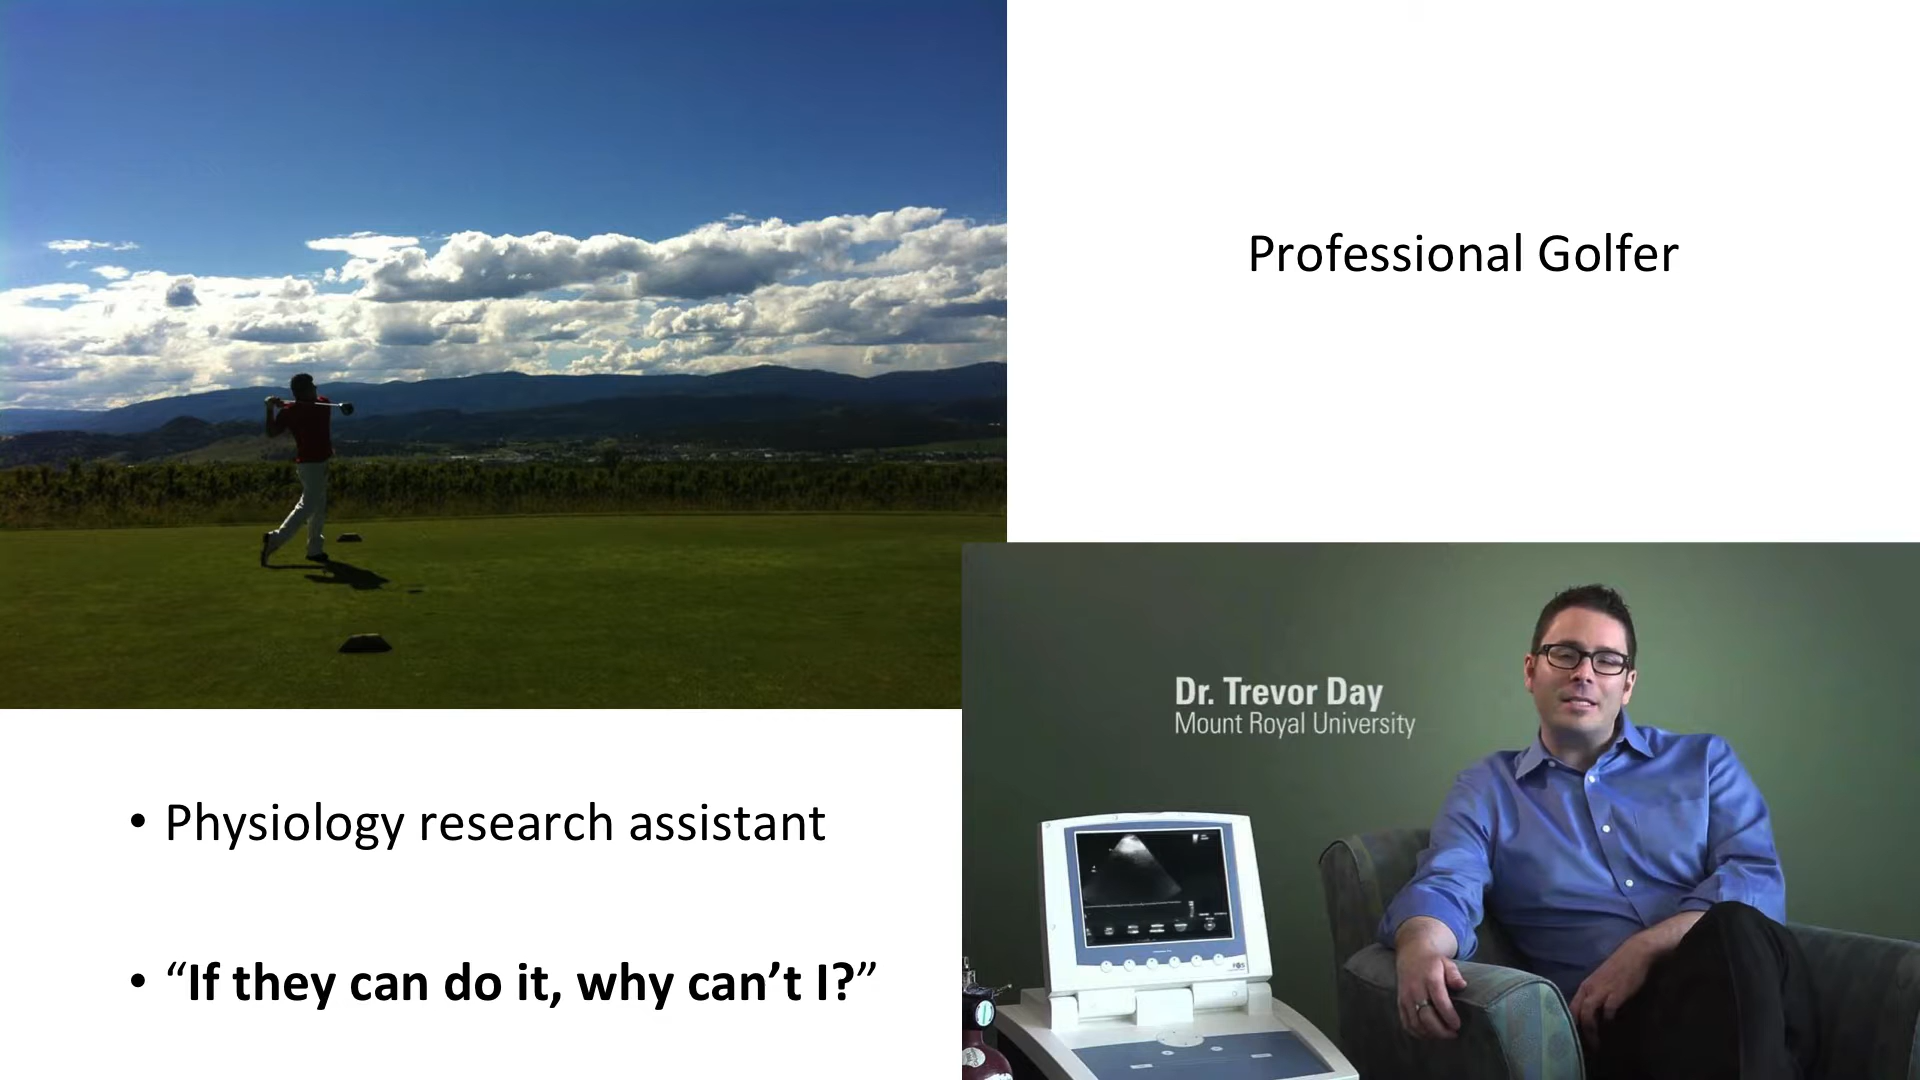 Professional Golfer
Dr. Trevor Day
Mount Royal University
• Physiology research assistant
• “If they can do it, why can’t I?”